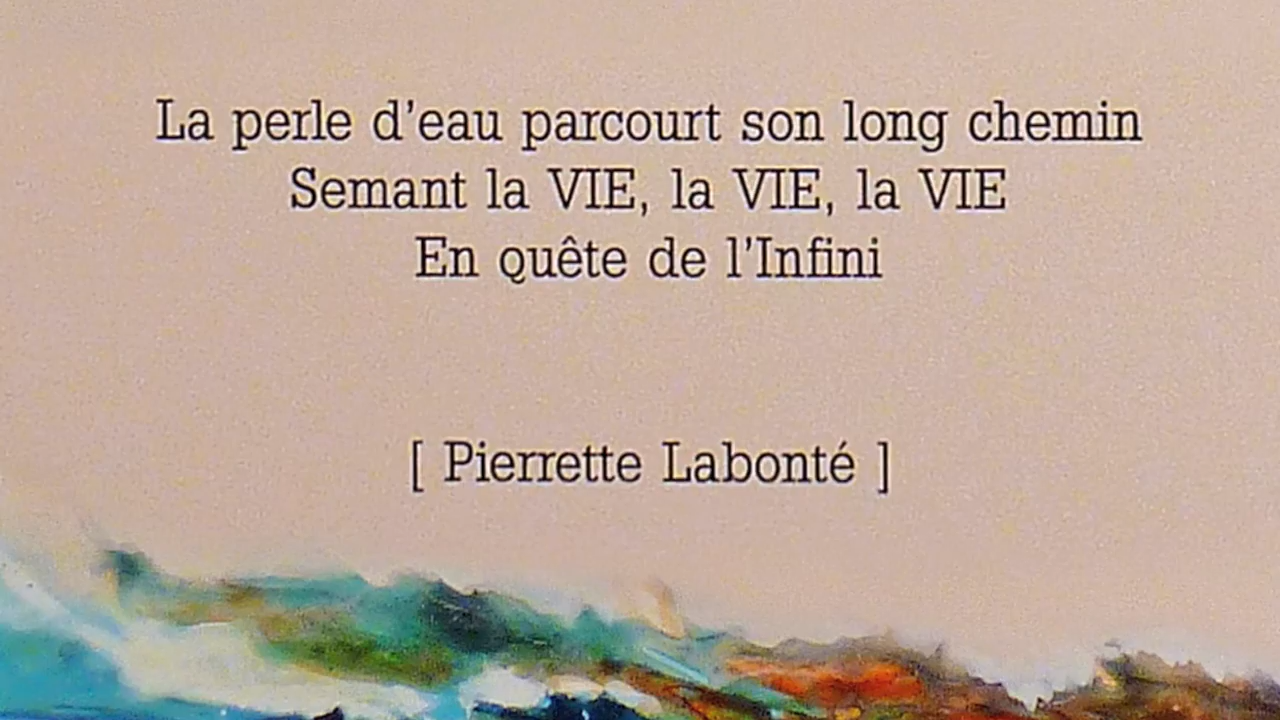 La perle d’eau parcourt son long chemin
Semant la VIE, la VIE, la VIE
En quête de l’Infini
[ Pierrette Labonté ]